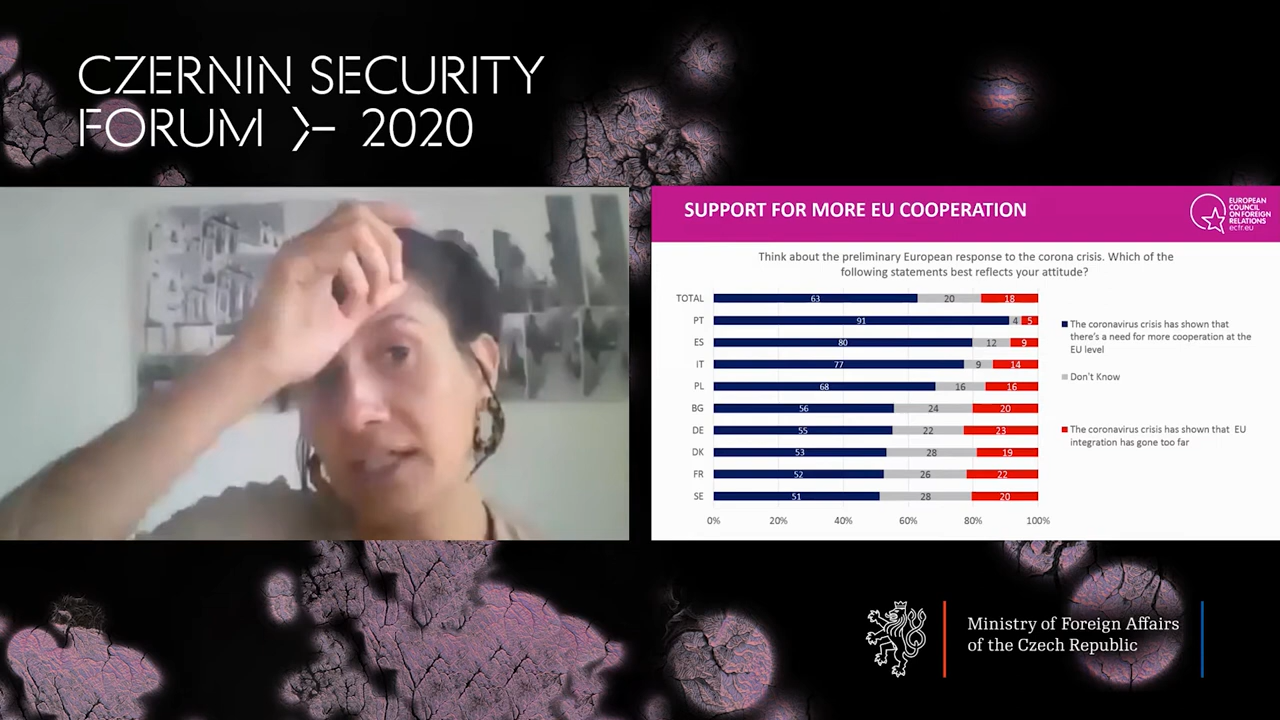 CZERNIN SECURITY
FORUM >- 2020
SUPPORT FOR MORE EU COOPERATION
EUROPEAN
COUNCIL
ON FOREIGN
RELATIONS
ecfr.eu
Think about the preliminary European response to the corona crisis. Which of the
following statements best reflects your attitude?
TOTAL 63 20 18
PT 91 4 5
ES 80 12 9
IT 77 9 14
PL 68 16 16
BG 56 24 20
DE 55 22 23
DK 53 28 19
FR 52 26 22
SE 51 28 20
0% 20% 40% 60% 80% 100%
The coronavirus crisis has shown that
there's a need for more cooperation at the
EU level
Don't Know
The coronavirus crisis has shown that EU
integration has gone too far
Ministry of Foreign Affairs
of the Czech Republic